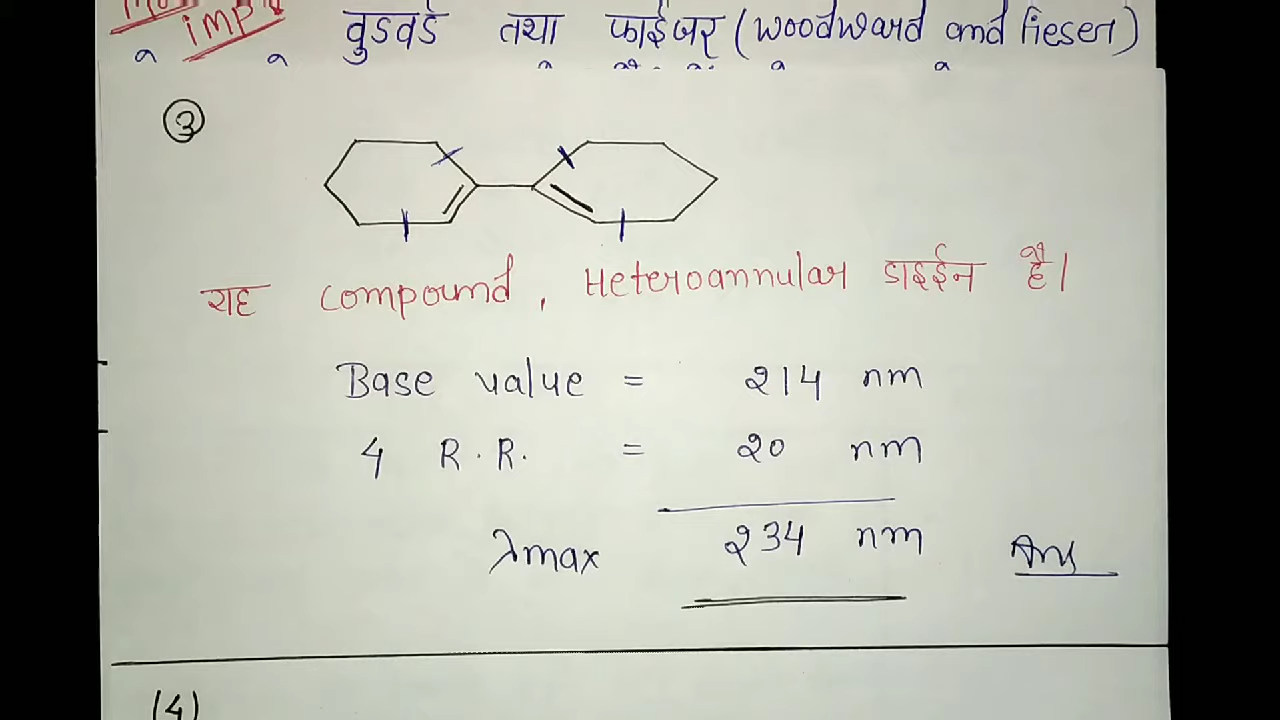 IMP
वुडवर्ड तथा फाईजर (Woodward and Fieser)
③
यह compound, Heteroannular डाइईन है।
Base value = 214 nm
4 R.R. = 20 nm
λmax 234 nm Ans
(4)